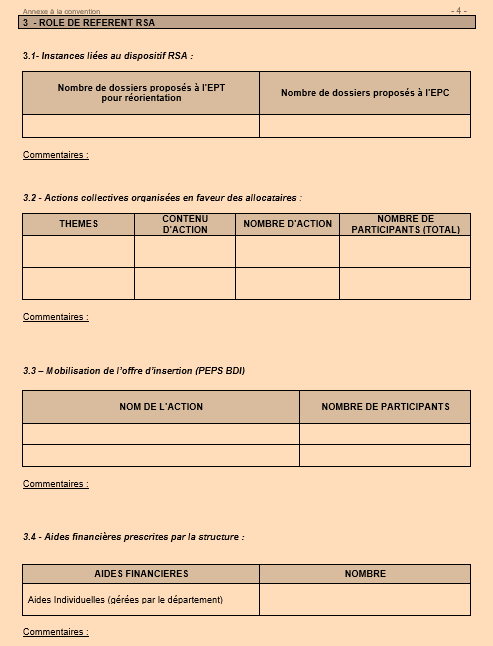 Annexe à la convention
- 4 -
3 - ROLE DE REFERENT RSA
3.1- Instances liées au dispositif RSA :
Nombre de dossiers proposés à l'EPT
pour réorientation
Nombre de dossiers proposés à l'EPC
Commentaires :
3.2 - Actions collectives organisées en faveur des allocataires :
THEMES
CONTENU
D'ACTION
NOMBRE D'ACTION
NOMBRE DE
PARTICIPANTS (TOTAL)
Commentaires :
3.3 – Mobilisation de l'offre d'insertion (PEPS BDI)
NOM DE L'ACTION
NOMBRE DE PARTICIPANTS
Commentaires :
3.4 - Aides financières prescrites par la structure :
AIDES FINANCIERES
NOMBRE
Aides Individuelles (gérées par le département)
Commentaires :